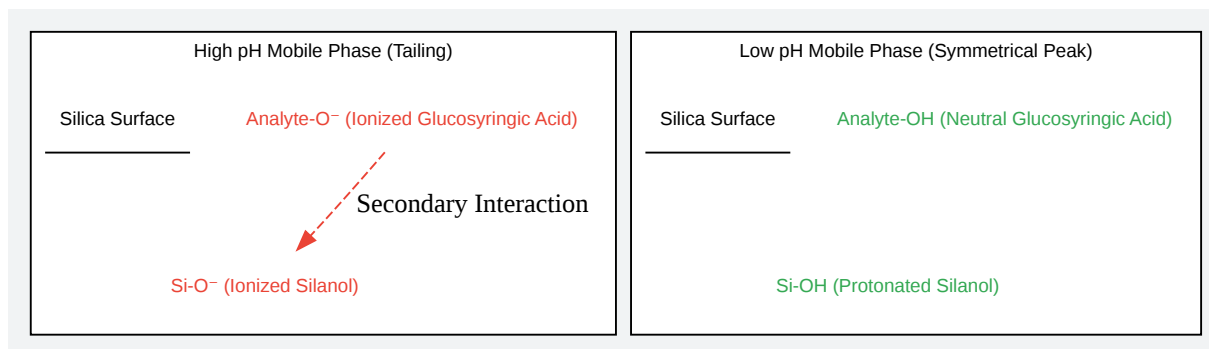 High pH Mobile Phase (Tailing)
Silica Surface
Analyte-O⁻ (Ionized Glucosyringic Acid)
Secondary Interaction
Si-O⁻ (Ionized Silanol)
Low pH Mobile Phase (Symmetrical Peak)
Silica Surface
Analyte-OH (Neutral Glucosyringic Acid)
Si-OH (Protonated Silanol)